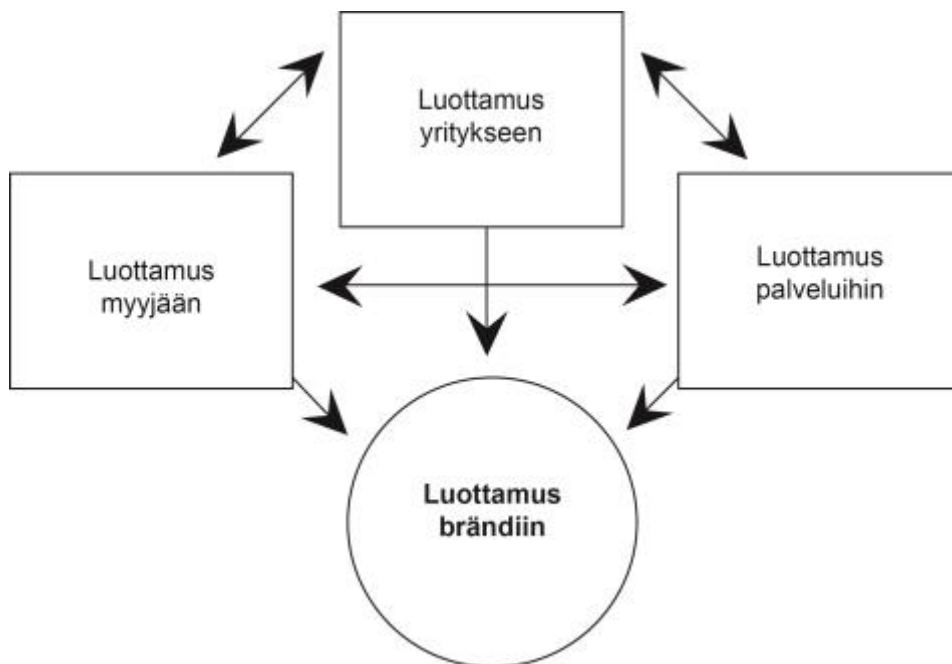 Luottamus
yritykseen
Luottamus
myyjään
Luottamus
palveluihin
Luottamus
brändiin